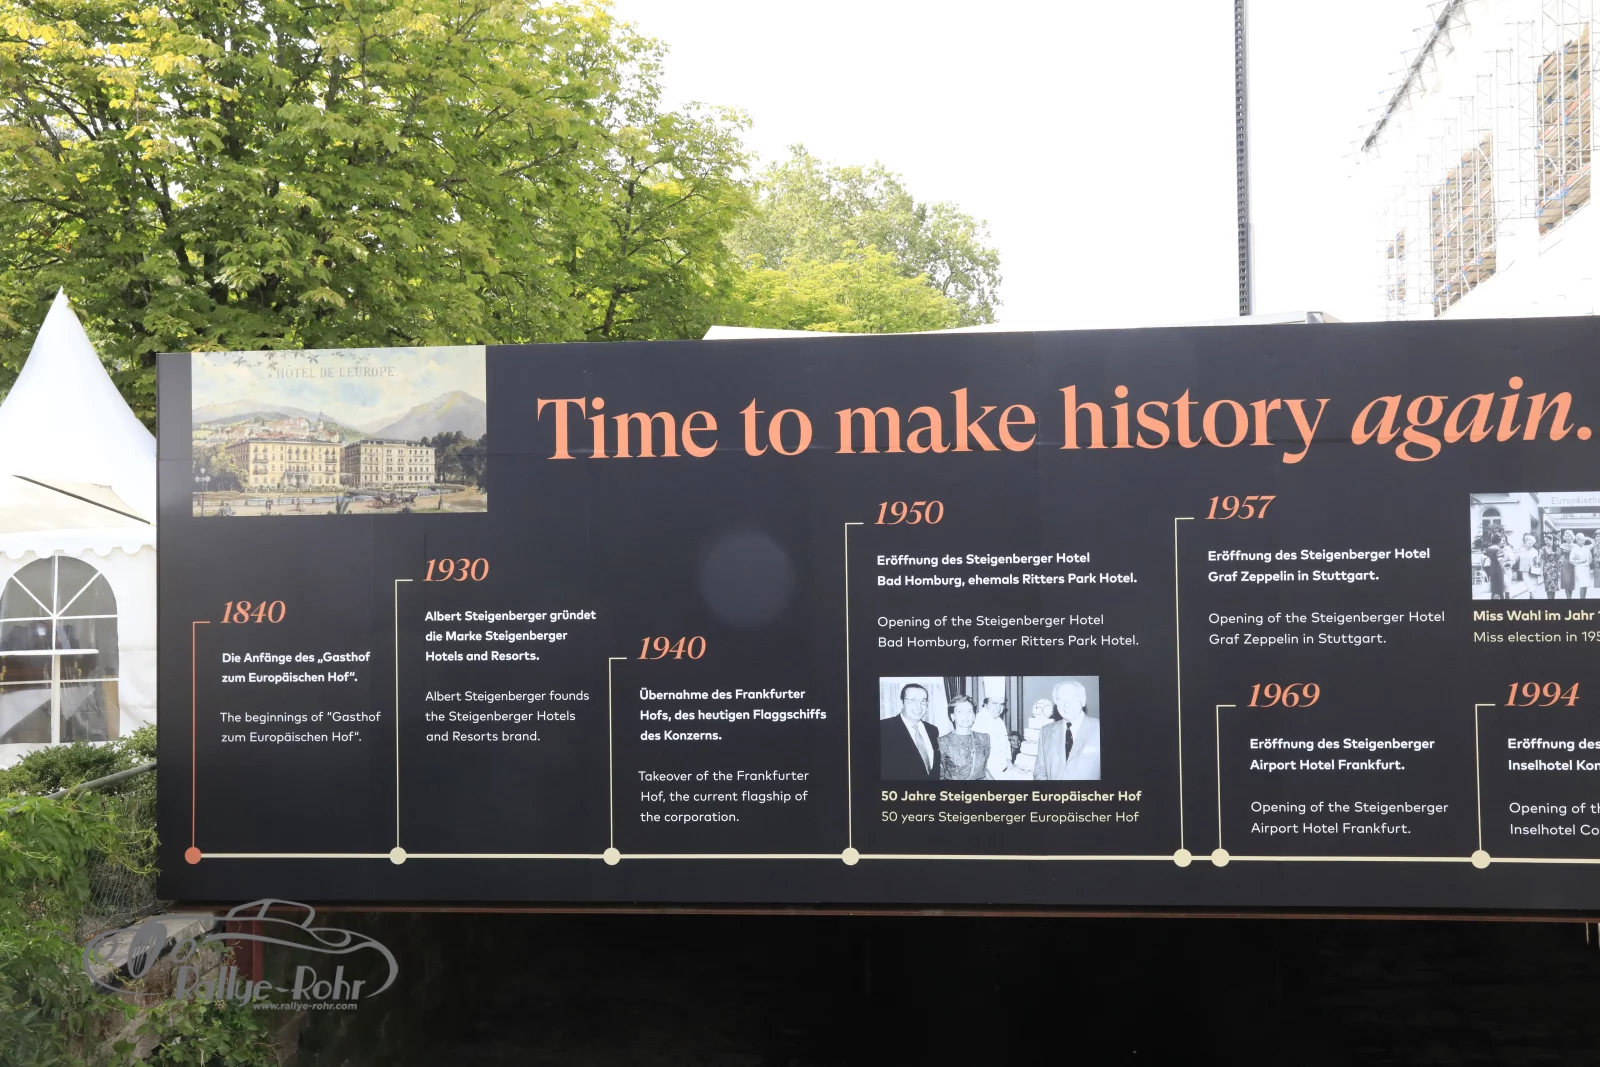 HÔTEL DE L'EUROPE.
Time to make history again.
1840
Die Anfänge des „Gasthof
zum Europäischen Hof“.
The beginnings of “Gasthof
zum Europäischen Hof”.
1930
Albert Steigenberger gründet
die Marke Steigenberger
Hotels and Resorts.
Albert Steigenberger founds
the Steigenberger Hotels
and Resorts brand.
1940
Übernahme des Frankfurter
Hofs, des heutigen Flaggschiffs
des Konzerns.
Takeover of the Frankfurter
Hof, the current flagship of
the corporation.
1950
Eröffnung des Steigenberger Hotel
Bad Homburg, ehemals Ritters Park Hotel.
Opening of the Steigenberger Hotel
Bad Homburg, former Ritters Park Hotel.
50 Jahre Steigenberger Europäischer Hof
50 years Steigenberger Europäischer Hof
1957
Eröffnung des Steigenberger Hotel
Graf Zeppelin in Stuttgart.
Opening of the Steigenberger Hotel
Graf Zeppelin in Stuttgart.
Miss Wahl im Jahr
Miss election in 195
1969
Eröffnung des Steigenberger
Airport Hotel Frankfurt.
Opening of the Steigenberger
Airport Hotel Frankfurt.
1994
Eröffnung des
Inselhotel Kon
Opening of th
Inselhotel Co
Rallye-Rohr
www.rallye-rohr.com